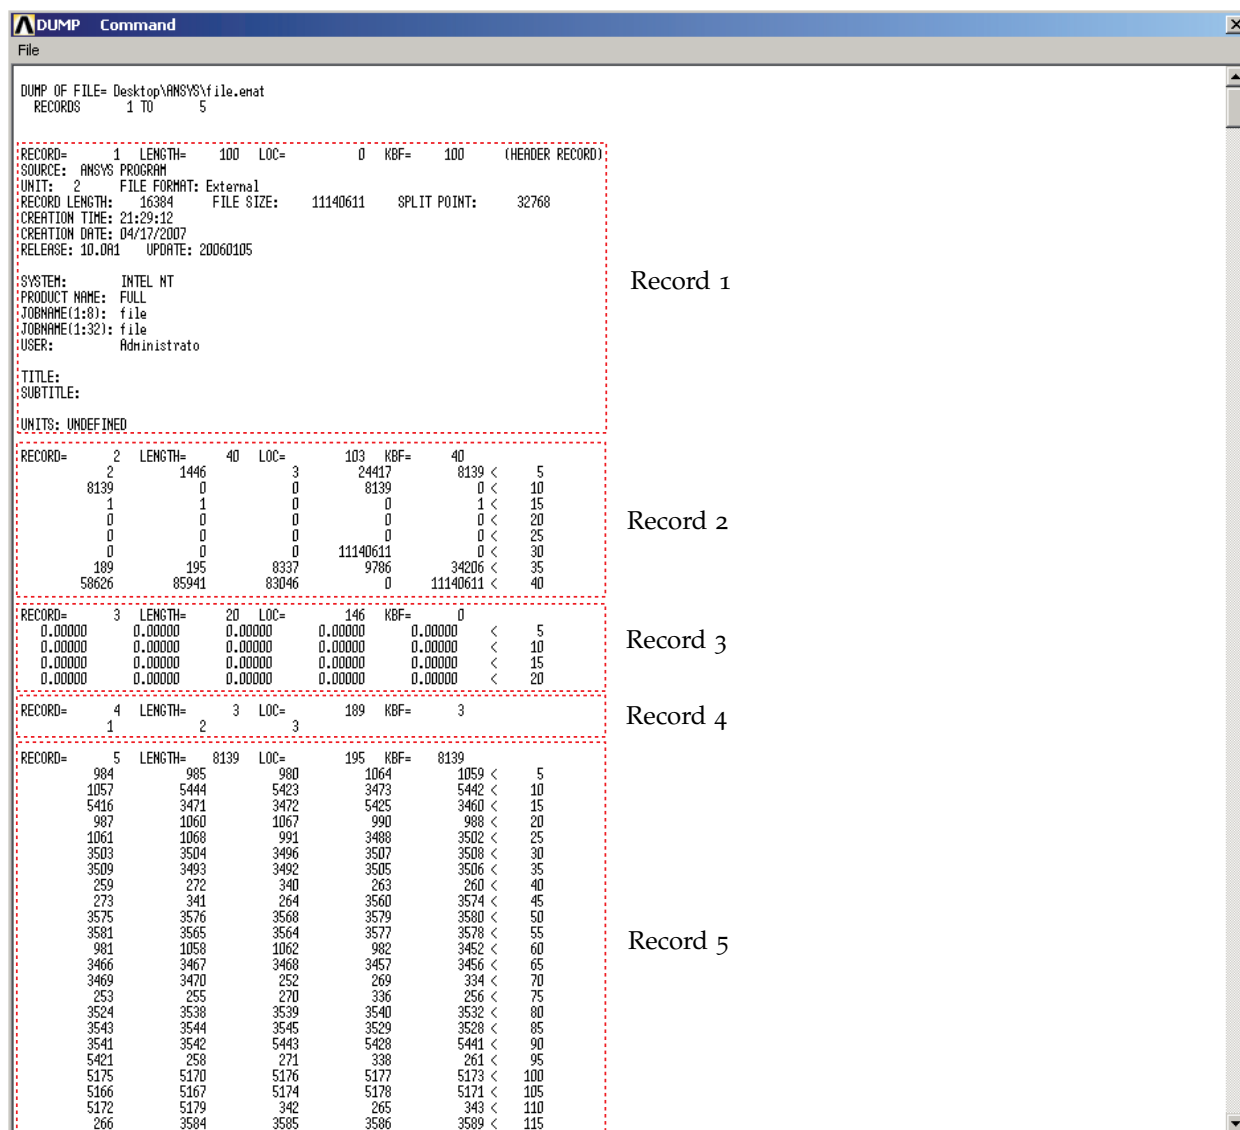 DUMP Command
File
DUMP OF FILE= Desktop\ANSYS\file.emat
RECORDS 1 TO 5
RECORD= 1 LENGTH= 100 LOC= 0 KBF= 100 (HEADER RECORD)
SOURCE: ANSYS PROGRAM
UNIT: 2 FILE FORMAT: External
RECORD LENGTH: 16384 FILE SIZE: 11140611 SPLIT POINT: 32768
CREATION TIME: 21:29:12
CREATION DATE: 04/17/2007
RELEASE: 10.0A1 UPDATE: 20060105
SYSTEM: INTEL NT
PRODUCT NAME: FULL
JOBNAME(1:8): file
JOBNAME(1:32): file
USER: Administrato
TITLE:
SUBTITLE:
UNITS: UNDEFINED
Record 1
RECORD= 2 LENGTH= 40 LOC= 103 KBF= 40
2 1446 3 24417 8139 < 5
8139 0 0 8139 0 < 10
1 1 0 0 1 < 15
0 0 0 0 0 < 20
0 0 0 0 0 < 25
0 0 0 11140611 0 < 30
189 195 8337 9786 34206 < 35
58626 85941 83046 0 11140611 < 40
Record 2
RECORD= 3 LENGTH= 20 LOC= 146 KBF= 0
0.00000 0.00000 0.00000 0.00000 0.00000 < 5
0.00000 0.00000 0.00000 0.00000 0.00000 < 10
0.00000 0.00000 0.00000 0.00000 0.00000 < 15
0.00000 0.00000 0.00000 0.00000 0.00000 < 20
Record 3
RECORD= 4 LENGTH= 3 LOC= 189 KBF= 3
1 2 3
Record 4
RECORD= 5 LENGTH= 8139 LOC= 195 KBF= 8139
984 985 980 1064 1059 < 5
1057 5444 5423 3473 5442 < 10
5416 3471 3472 5425 3460 < 15
987 1060 1067 990 988 < 20
1061 1068 991 3488 3502 < 25
3503 3504 3496 3507 3508 < 30
3509 3493 3492 3505 3506 < 35
259 272 340 263 260 < 40
273 341 264 3560 3574 < 45
3575 3576 3568 3579 3580 < 50
3581 3565 3564 3577 3578 < 55
981 1058 1062 982 3452 < 60
3466 3467 3468 3457 3456 < 65
3469 3470 252 269 334 < 70
253 255 270 336 256 < 75
3524 3538 3539 3540 3532 < 80
3543 3544 3545 3529 3528 < 85
3541 3542 5443 5428 5441 < 90
5421 258 271 338 261 < 95
5175 5170 5176 5177 5173 < 100
5166 5167 5174 5178 5171 < 105
5172 5179 342 265 343 < 110
266 3584 3585 3586 3589 < 115
Record 5